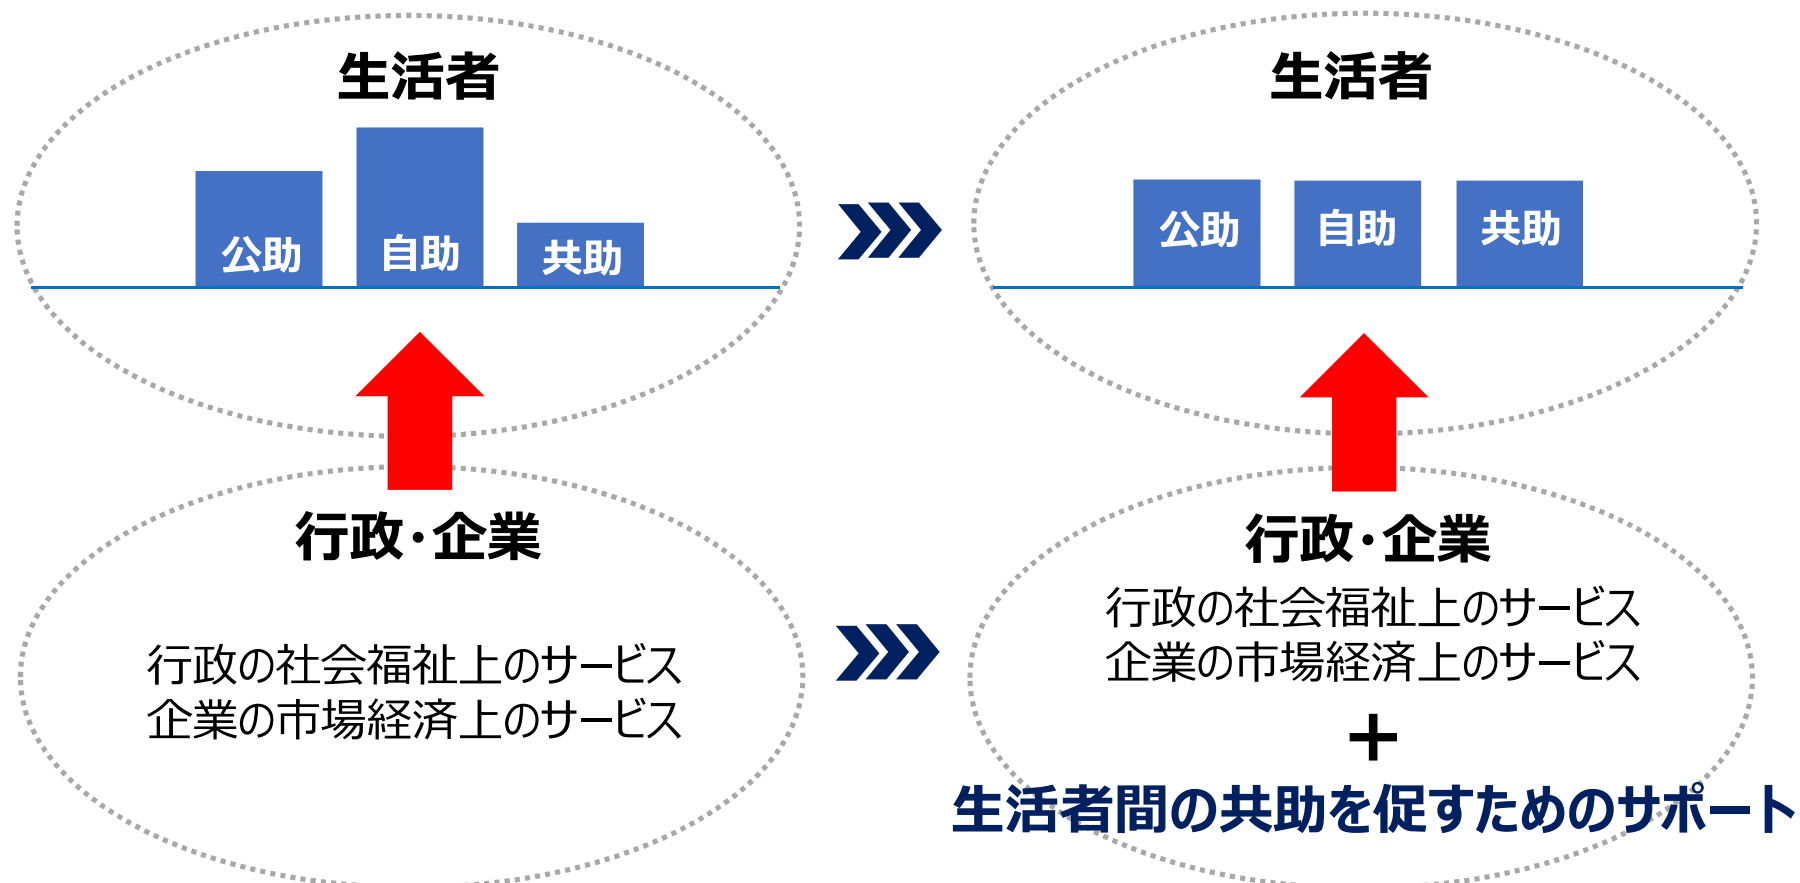 生活者
公助
自助
共助
行政・企業
行政の社会福祉上のサービス
企業の市場経済上のサービス
生活者
公助
自助
共助
行政・企業
行政の社会福祉上のサービス
企業の市場経済上のサービス
＋
生活者間の共助を促すためのサポート